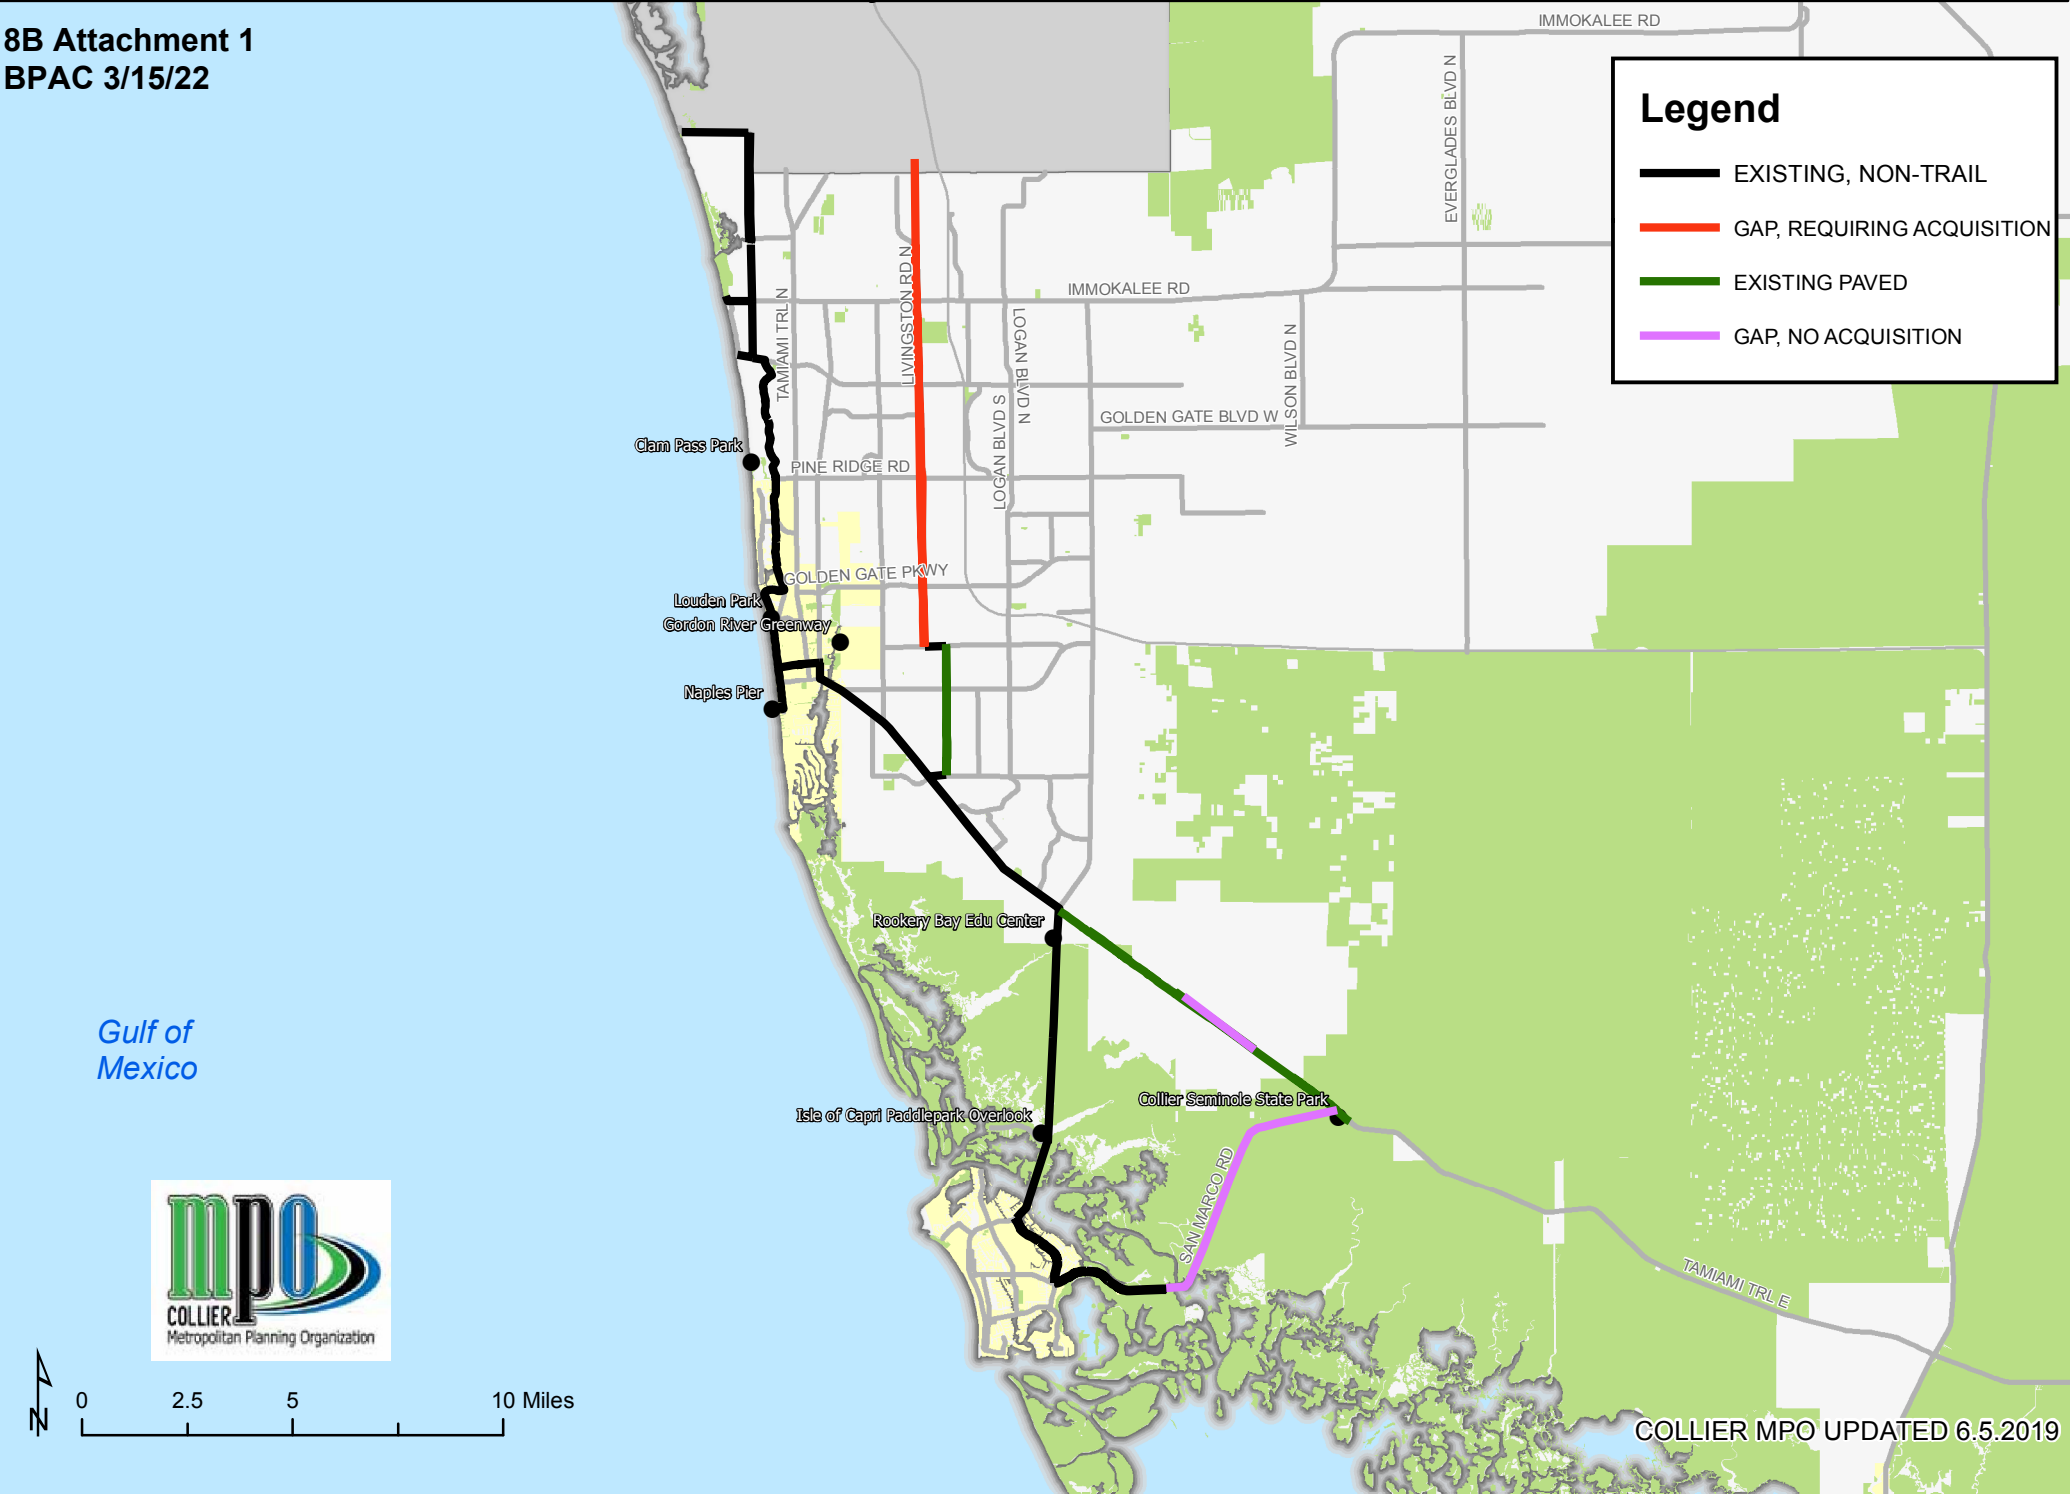 8B Attachment 1
BPAC 3/15/22
IMMOKALEE RD
EVERGLADES BLVD N
Legend
EXISTING, NON-TRAIL
GAP, REQUIRING ACQUISITION
EXISTING PAVED
GAP, NO ACQUISITION
IMMOKALEE RD
LIVINGSTON RD N
TAMIAMI TRL N
LOGAN BLVD N
WILSON BLVD N
LOGAN BLVD S
GOLDEN GATE BLVD W
Clam Pass Park
PINE RIDGE RD
GOLDEN GATE PKWY
Louden Park
Gordon River Greenway
Naples Pier
Rookery Bay Edu Center
Gulf of
Mexico
Collier Seminole State Park
Isle of Capri Paddlepark Overlook
SAN MARCO RD
TAMIAMI TRL E
mpo
COLLIER
Metropolitan Planning Organization
N
0 2.5 5 10 Miles
COLLIER MPO UPDATED 6.5.2019